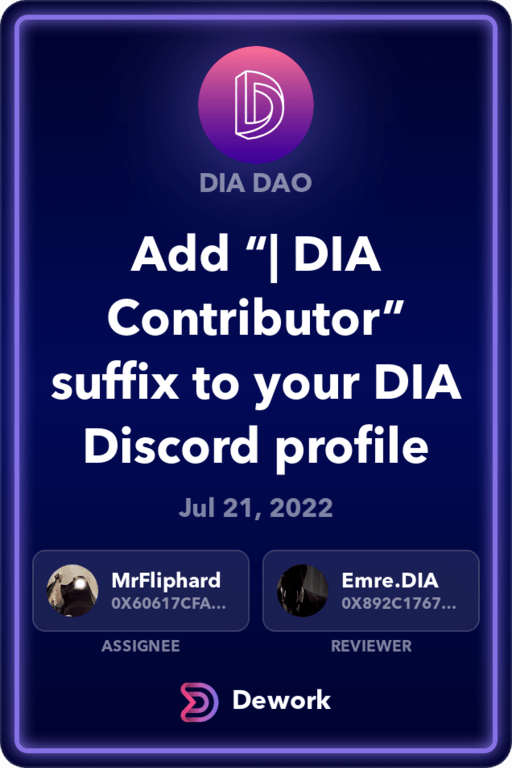 DIA DAO
Add “| DIA
Contributor”
suffix to your DIA
Discord profile
Jul 21, 2022
MrFliphard
0X60617CFA...
Emre.DIA
0X892C1767...
ASSIGNEE
REVIEWER
Dework